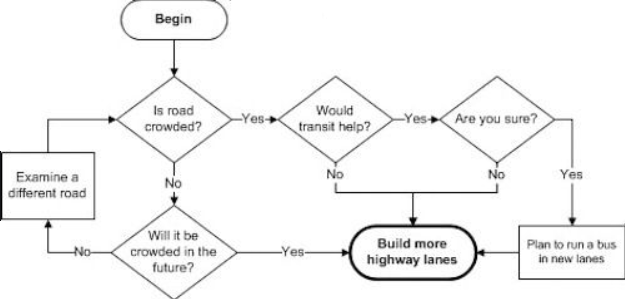 Begin
Is road
crowded?
Yes
Would
transit help?
Yes
Are you sure?
No
No
No
Yes
Examine a
different road
Will it be
crowded in the
future?
No
Yes
Build more
highway lanes
Plan to run a bus
in new lanes